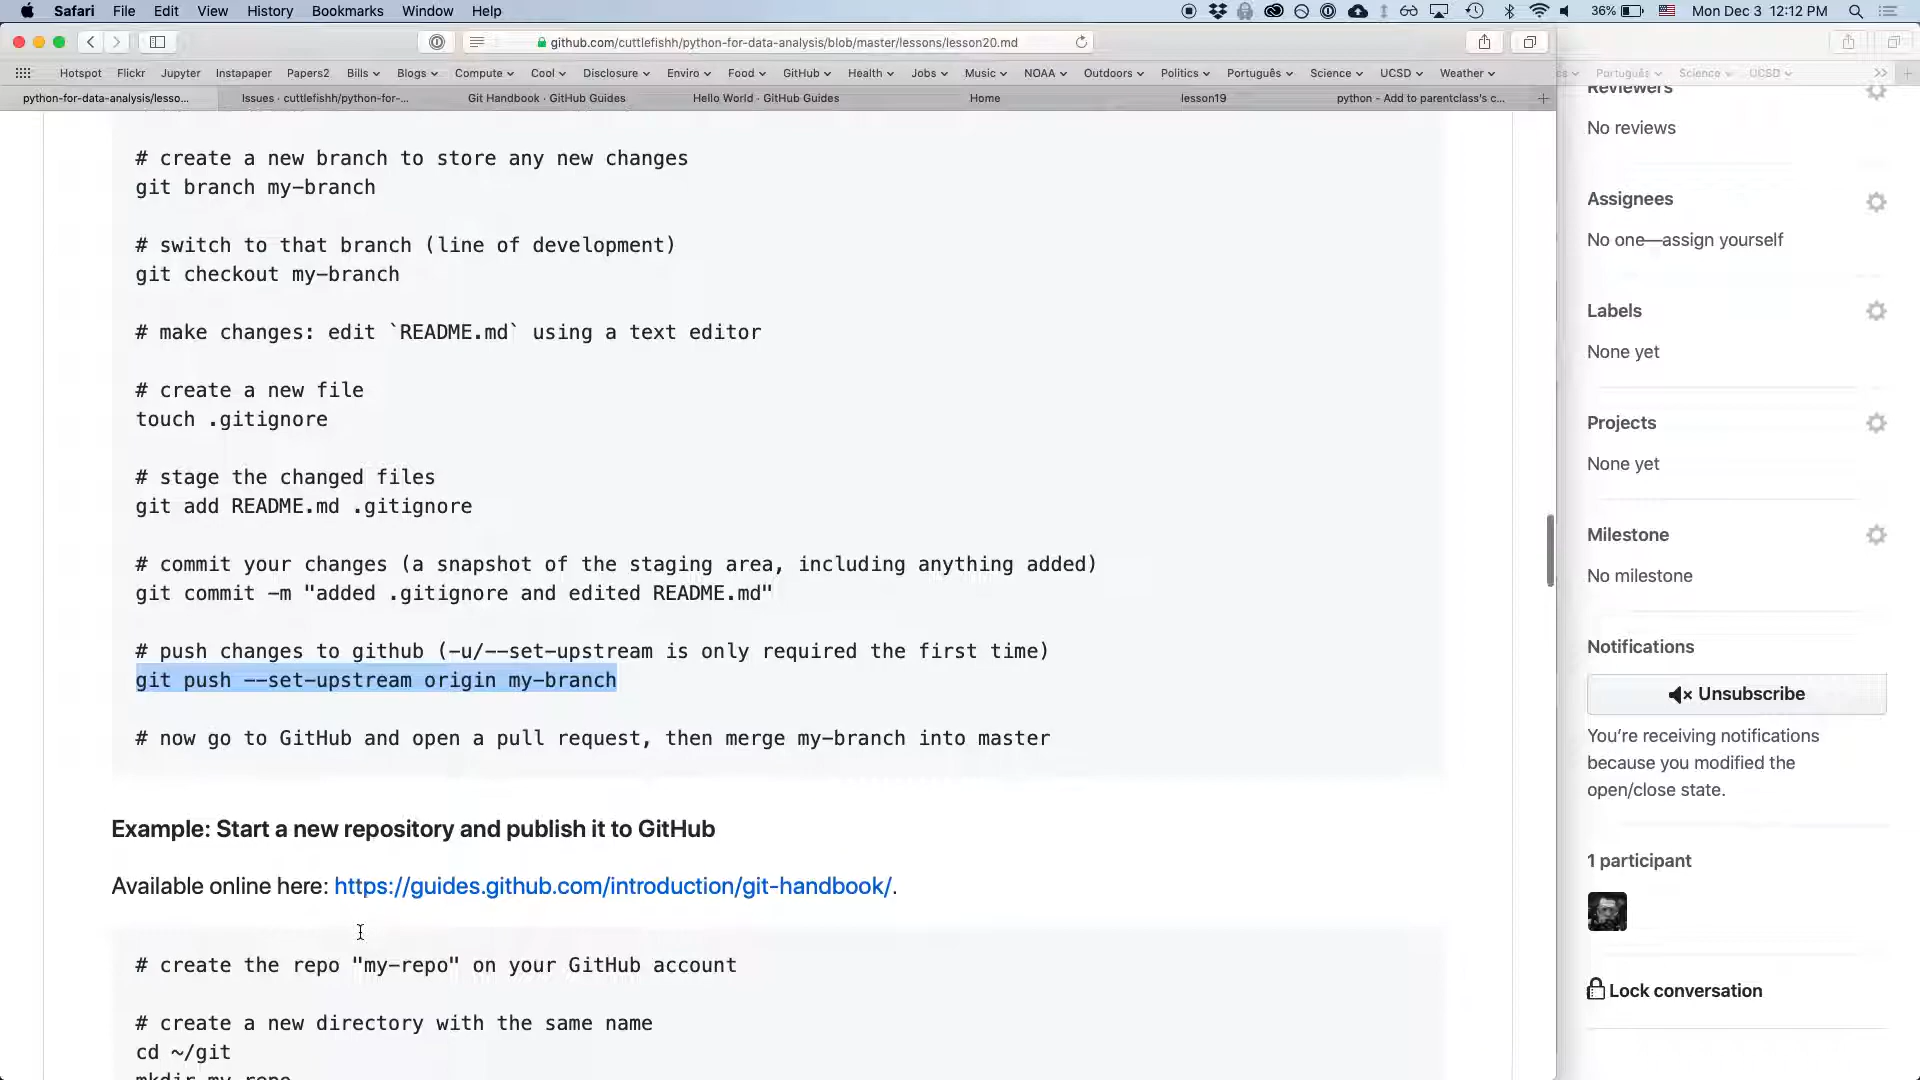 Safari File Edit View History Bookmarks Window Help 36% Mon Dec 3 12:12 PM
github.com/cuttlefishh/python-for-data-analysis/blob/master/lessons/lesson20.md
Hotspot Flickr Jupyter Instapaper Papers2 Bills Blogs Compute Cool Disclosure Enviro Food GitHub Health Jobs Music NOAA Outdoors Politics Português Science UCSD Weather
Português Science UCSD
python-for-data-analysis/lesso... Issues · cuttlefishh/python-for-... Git Handbook · GitHub Guides Hello World · GitHub Guides Home lesson19 python - Add to parentclass's c...
# create a new branch to store any new changes
git branch my-branch
# switch to that branch (line of development)
git checkout my-branch
# make changes: edit `README.md` using a text editor
# create a new file
touch .gitignore
# stage the changed files
git add README.md .gitignore
# commit your changes (a snapshot of the staging area, including anything added)
git commit -m "added .gitignore and edited README.md"
# push changes to github (-u/--set-upstream is only required the first time)
git push --set-upstream origin my-branch
# now go to GitHub and open a pull request, then merge my-branch into master
Example: Start a new repository and publish it to GitHub
Available online here: https://guides.github.com/introduction/git-handbook/.
# create the repo "my-repo" on your GitHub account
# create a new directory with the same name
cd ~/git
mkdir my-repo
Reviewers
No reviews
Assignees
No one—assign yourself
Labels
None yet
Projects
None yet
Milestone
No milestone
Notifications
Unsubscribe
You're receiving notifications
because you modified the
open/close state.
1 participant
Lock conversation